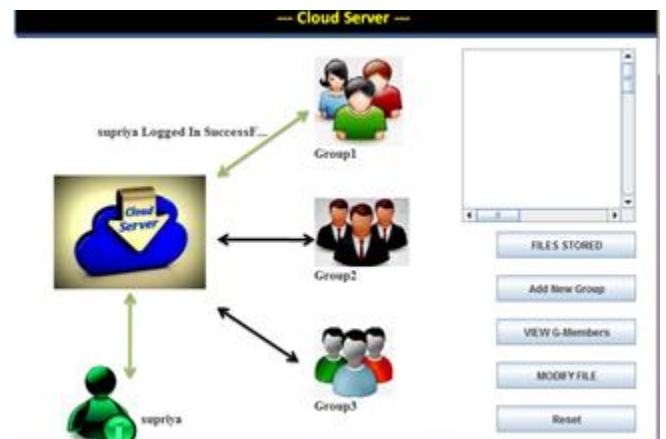 --- Cloud Server ---
supriya Logged In SuccessF...
Group1
Cloud
Server
Group2
Group3
supriya
FILES STORED
Add New Group
VIEW G-Members
MODIFY FILE
Reset